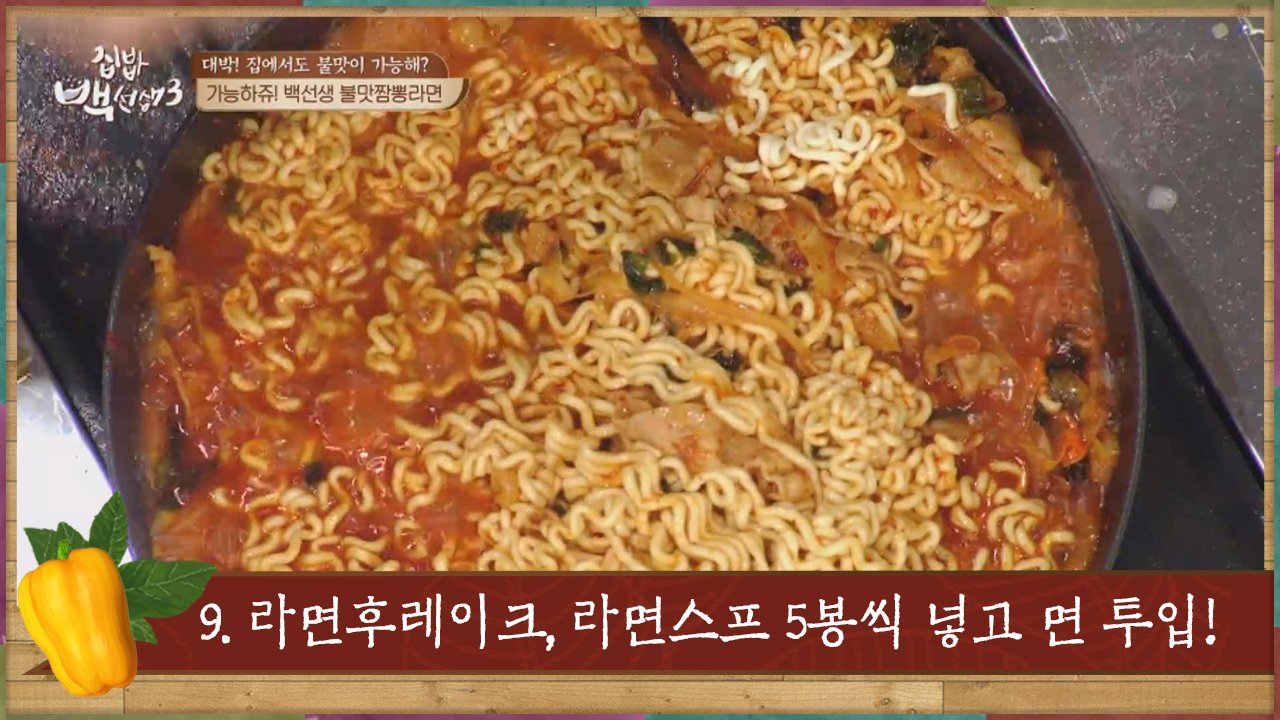 집밥
백선생3
대박! 집에서도 불맛이 가능해?
가능하쥬! 백선생 불맛짬뽕라면
9. 라면후레이크, 라면스프 5봉씩 넣고 면 투입!